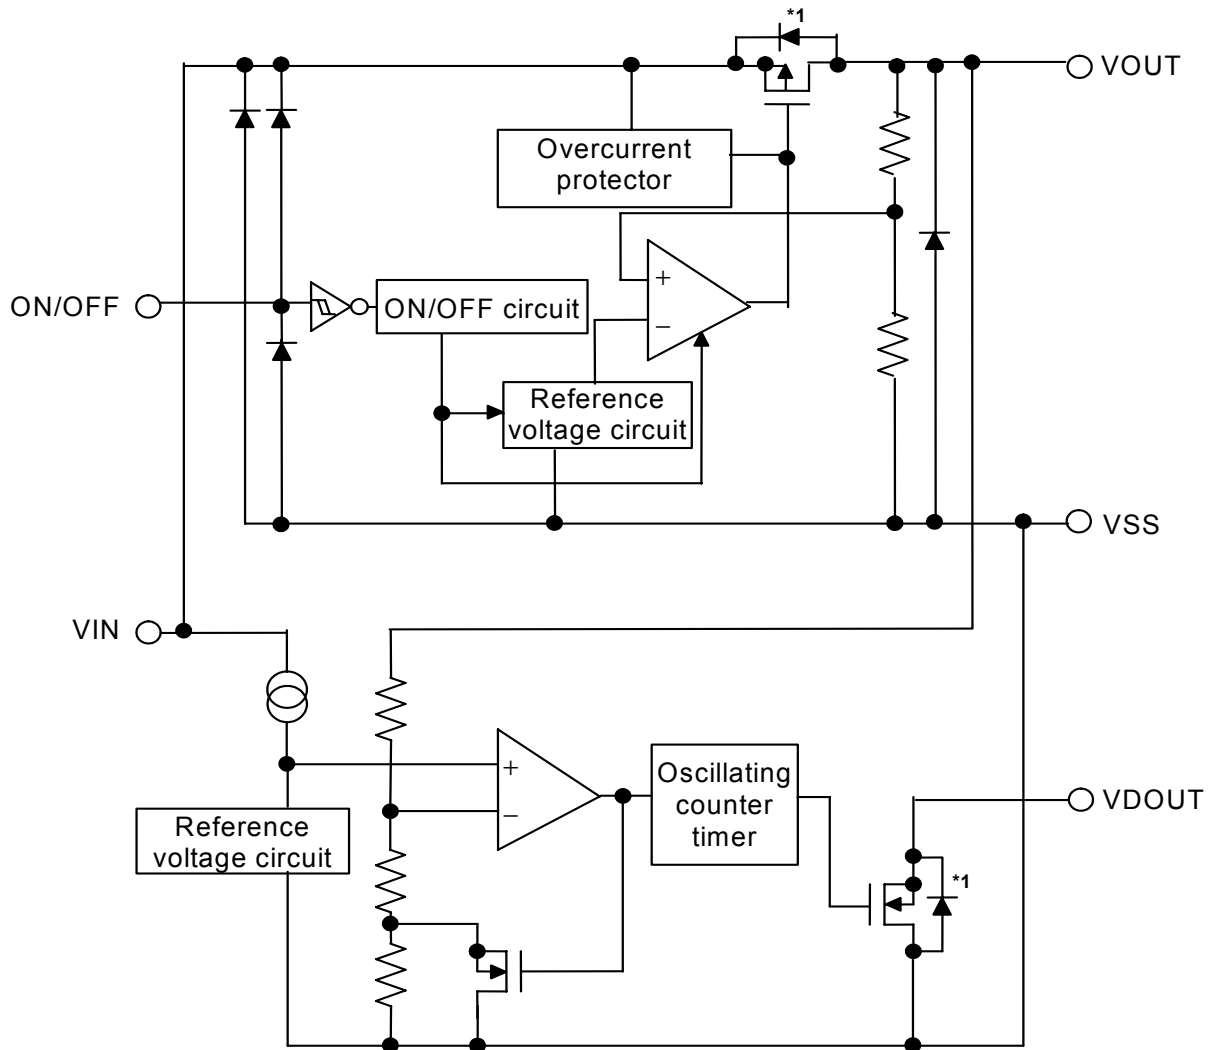 *1
VOUT
Overcurrent
protector
+
−
ON/OFF
ON/OFF circuit
Reference
voltage circuit
VSS
VIN
+
−
Oscillating
counter
timer
VDOUT
Reference
voltage circuit
*1